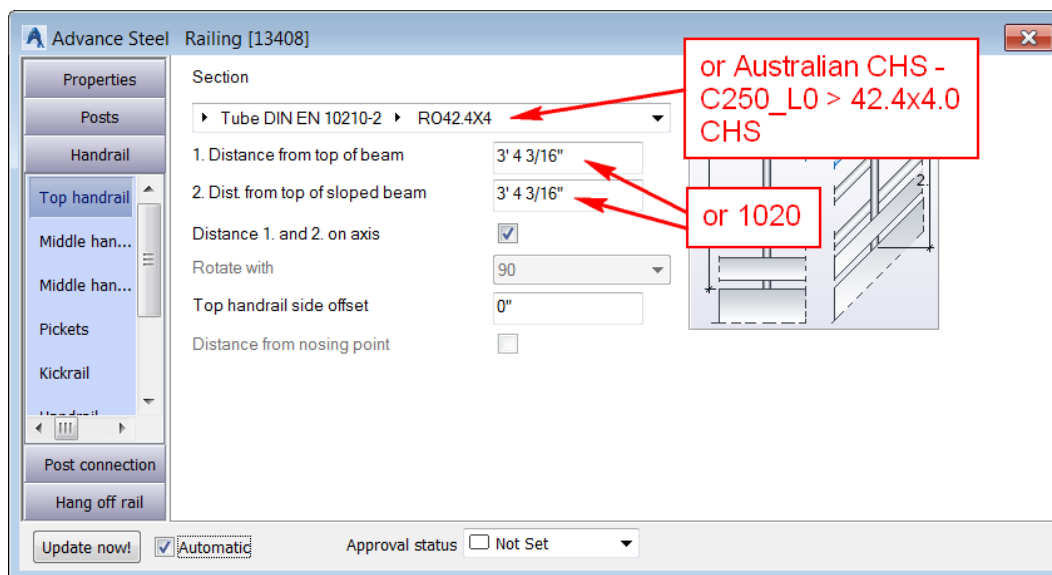 Advance Steel Railing [13408]
Properties
Posts
Handrail
Top handrail
Middle han...
Middle han...
Pickets
Kickrail
Post connection
Hang off rail
Section
Tube DIN EN 10210-2 RO42.4X4
1. Distance from top of beam 3' 4 3/16"
2. Dist. from top of sloped beam 3' 4 3/16"
Distance 1. and 2. on axis
Rotate with 90
Top handrail side offset 0"
Distance from nosing point
or Australian CHS -
C250_L0 > 42.4x4.0
CHS
or 1020
2.
Update now! Automatic Approval status Not Set